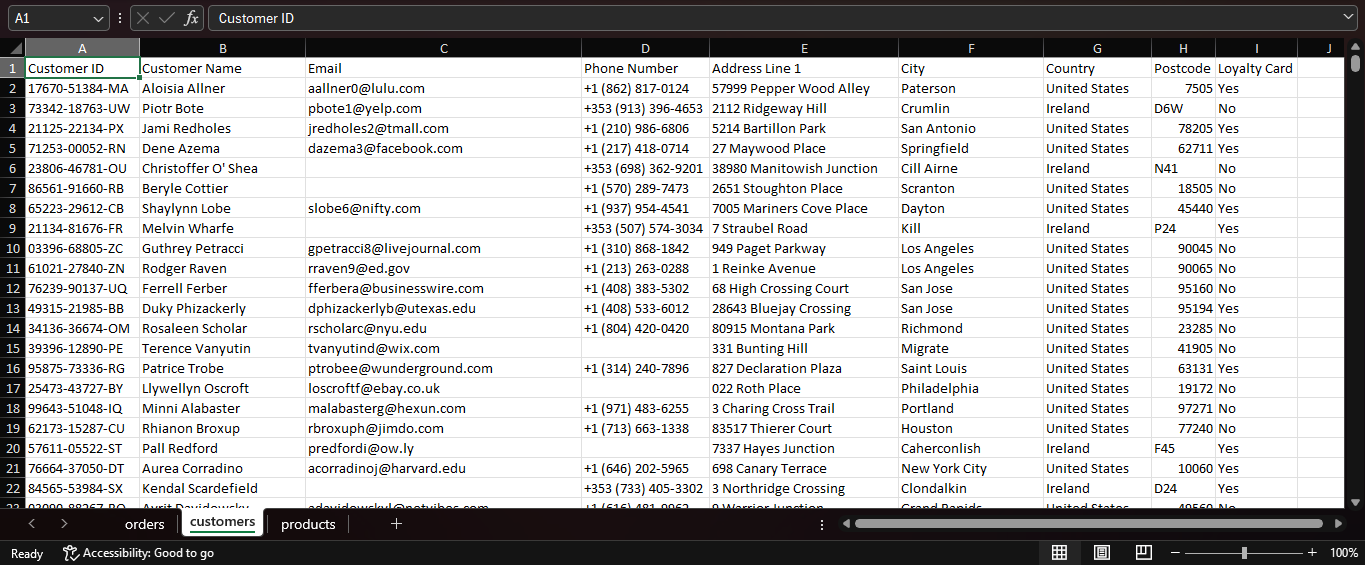 A1 fx Customer ID
A B C D E F G H I J
1 Customer ID Customer Name Email Phone Number Address Line 1 City Country Postcode Loyalty Card
2 17670-51384-MA Aloisia Allner aallner0@lulu.com +1 (862) 817-0124 57999 Pepper Wood Alley Paterson United States 7505 Yes
3 73342-18763-UW Piotr Bote pbote1@yelp.com +353 (913) 396-4653 2112 Ridgeway Hill Crumlin Ireland D6W No
4 21125-22134-PX Jami Redholes jredholes2@tmall.com +1 (210) 986-6806 5214 Bartillon Park San Antonio United States 78205 Yes
5 71253-00052-RN Dene Azema dazema3@facebook.com +1 (217) 418-0714 27 Maywood Place Springfield United States 62711 Yes
6 23806-46781-OU Christoffer O' Shea +353 (698) 362-9201 38980 Manitowish Junction Cill Airne Ireland N41 No
7 86561-91660-RB Beryle Cottier +1 (570) 289-7473 2651 Stoughton Place Scranton United States 18505 No
8 65223-29612-CB Shaylynn Lobe slobe6@nifty.com +1 (937) 954-4541 7005 Mariners Cove Place Dayton United States 45440 Yes
9 21134-81676-FR Melvin Wharfe +353 (507) 574-3034 7 Straubel Road Kill Ireland P24 Yes
10 03396-68805-ZC Guthrey Petracci gpetracci8@livejournal.com +1 (310) 868-1842 949 Paget Parkway Los Angeles United States 90045 No
11 61021-27840-ZN Rodger Raven rraven9@ed.gov +1 (213) 263-0288 1 Reinke Avenue Los Angeles United States 90065 No
12 76239-90137-UQ Ferrell Ferber fferbera@businesswire.com +1 (408) 383-5302 68 High Crossing Court San Jose United States 95160 No
13 49315-21985-BB Duky Phizackerly dphizackerlyb@utexas.edu +1 (408) 533-6012 28643 Bluejay Crossing San Jose United States 95194 Yes
14 34136-36674-OM Rosaleen Scholar rscholarc@nyu.edu +1 (804) 420-0420 80915 Montana Park Richmond United States 23285 No
15 39396-12890-PE Terence Vanyutin tvanyutind@wix.com 331 Bunting Hill Migrate United States 41905 No
16 95875-73336-RG Patrice Trobe ptrobee@wunderground.com +1 (314) 240-7896 827 Declaration Plaza Saint Louis United States 63131 Yes
17 25473-43727-BY Llywellyn Oscroft loscroftf@ebay.co.uk 022 Roth Place Philadelphia United States 19172 No
18 99643-51048-IQ Minni Alabaster malabasterg@hexun.com +1 (971) 483-6255 3 Charing Cross Trail Portland United States 97271 No
19 62173-15287-CU Rhianon Broxup rbroxuph@jimdo.com +1 (713) 663-1338 83517 Thierer Court Houston United States 77240 No
20 57611-05522-ST Pall Redford predfordi@ow.ly 7337 Hayes Junction Caherconlish Ireland F45 Yes
21 76664-37050-DT Aurea Corradino acorradinoj@harvard.edu +1 (646) 202-5965 698 Canary Terrace New York City United States 10060 Yes
22 84565-53984-SX Kendal Scardefield +353 (733) 405-3302 3 Northridge Crossing Clondalkin Ireland D24 Yes
orders customers products
Ready Accessibility: Good to go 100%